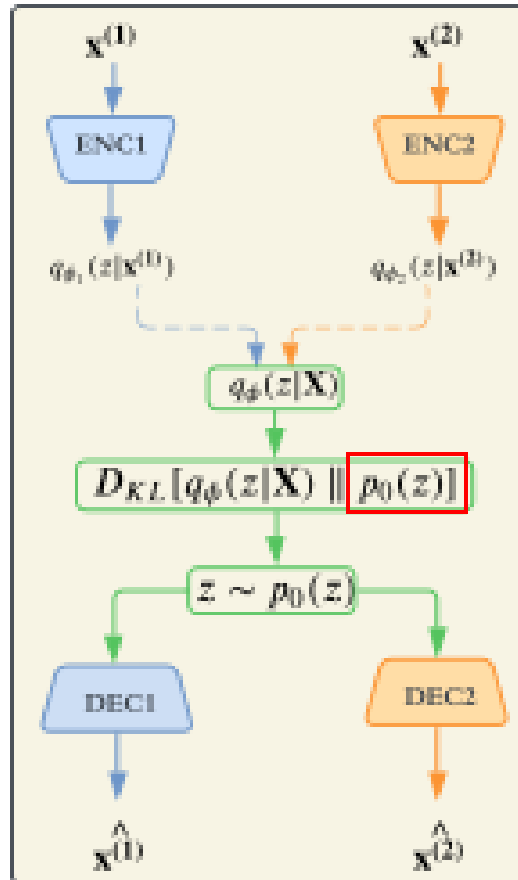 x^(1) x^(2)
ENC1 ENC2
q_ϕ₁(z|x^(1)) q_ϕ₂(z|x^(2))
q_ϕ(z|X)
D_KL[q_ϕ(z|X) || p₀(z)]
z ~ p₀(z)
DEC1 DEC2
x̂^(1) x̂^(2)